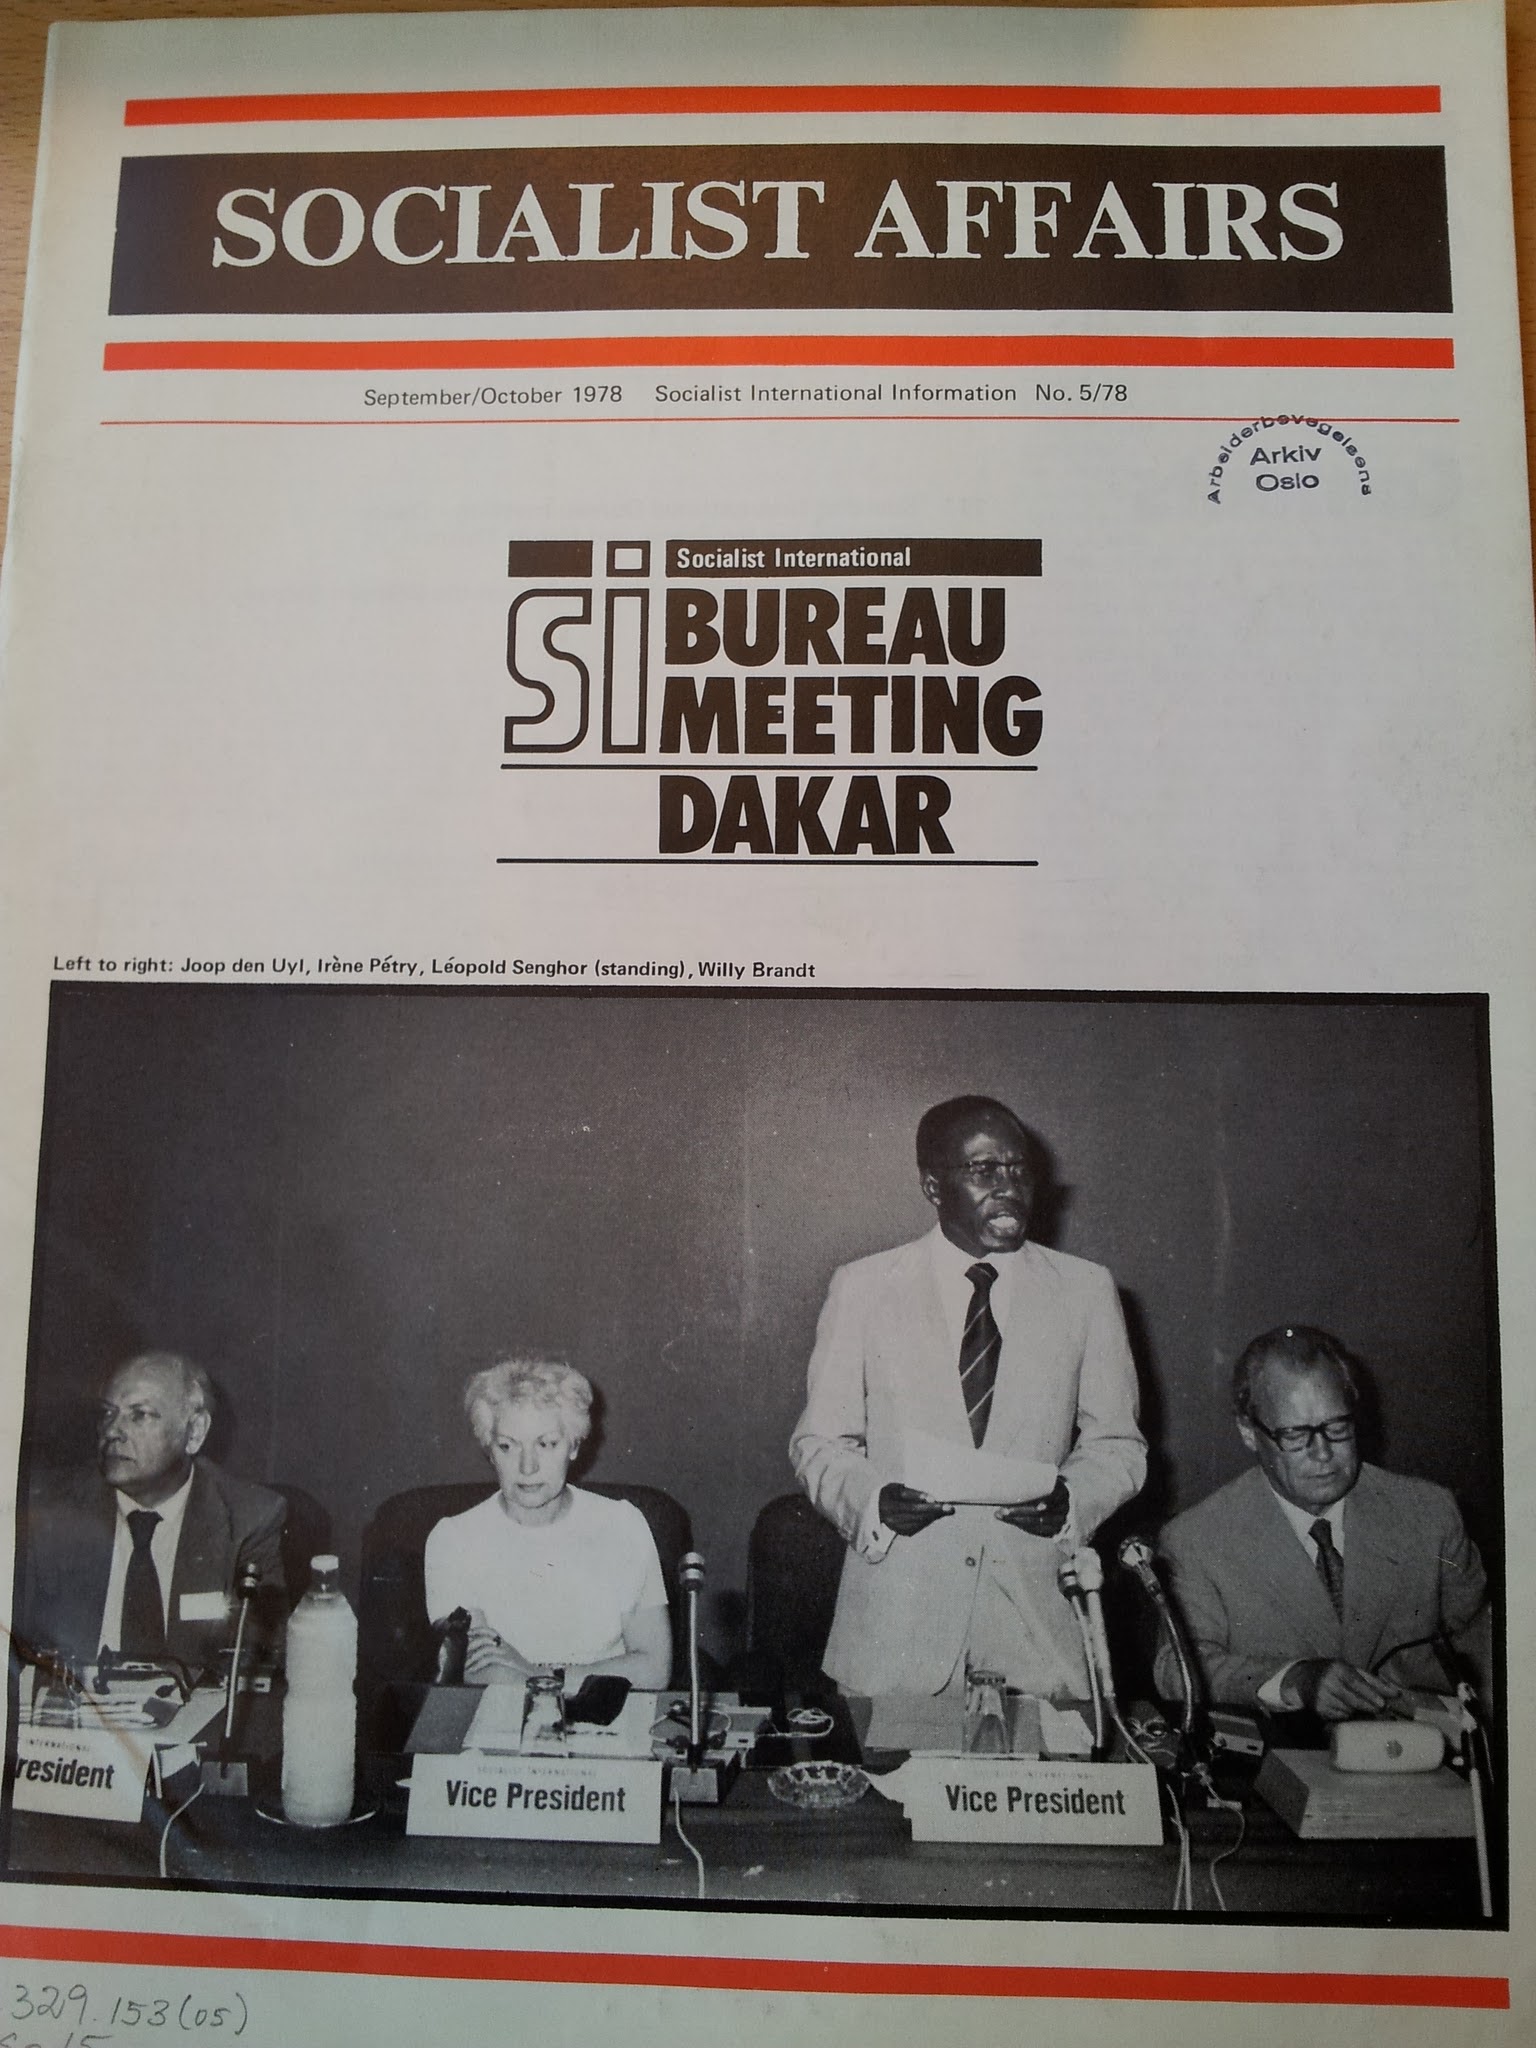 SOCIALIST AFFAIRS
September/October 1978 Socialist International Information No. 5/78
Arbeiderbevegelsens
Arkiv
Oslo
Socialist International
si BUREAU
MEETING
DAKAR
Left to right: Joop den Uyl, Irène Pétry, Léopold Senghor (standing), Willy Brandt
INTERNATIONAL
resident
SOCIALIST INTERNATIONAL
Vice President
SOCIALIST INTERNATIONAL
Vice President
329.153(05)